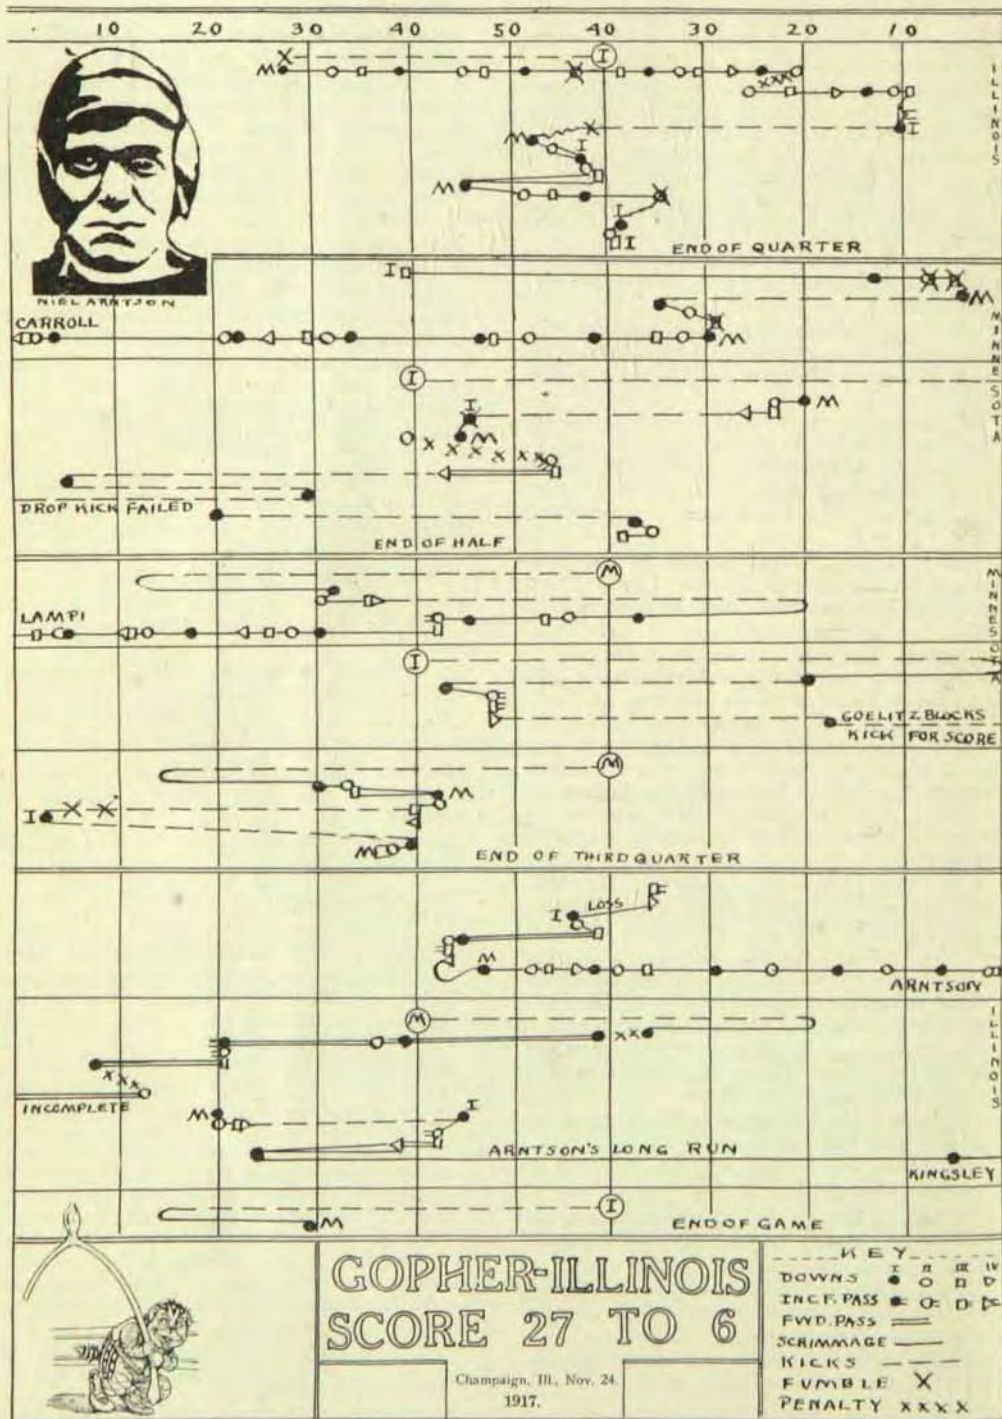 10 20 30 40 50 40 30 20 10
I
M
ILLINOIS
I
M
I
M
I
I
END OF QUARTER
NIEL ARNTSON
I
M
CARROLL
M
MINNESOTA
I
I
M
M
DROP KICK FAILED
END OF HALF
M
LAMPI
MINNESOTA
I
GOELITZ BLOCKS
KICK FOR SCORE
M
M
I
M
END OF THIRD QUARTER
I LOSS
M
ARNTSON
M
ILLINOIS
INCOMPLETE
M
I
ARNTSON'S LONG RUN
KINGSLEY
I
M
END OF GAME
GOPHER-ILLINOIS
SCORE 27 TO 6
Champaign, Ill., Nov. 24.
1917.
KEY
I II III IV
DOWNS
INC.F. PASS
FWD. PASS
SCRIMMAGE
KICKS
FUMBLE X
PENALTY XXXX